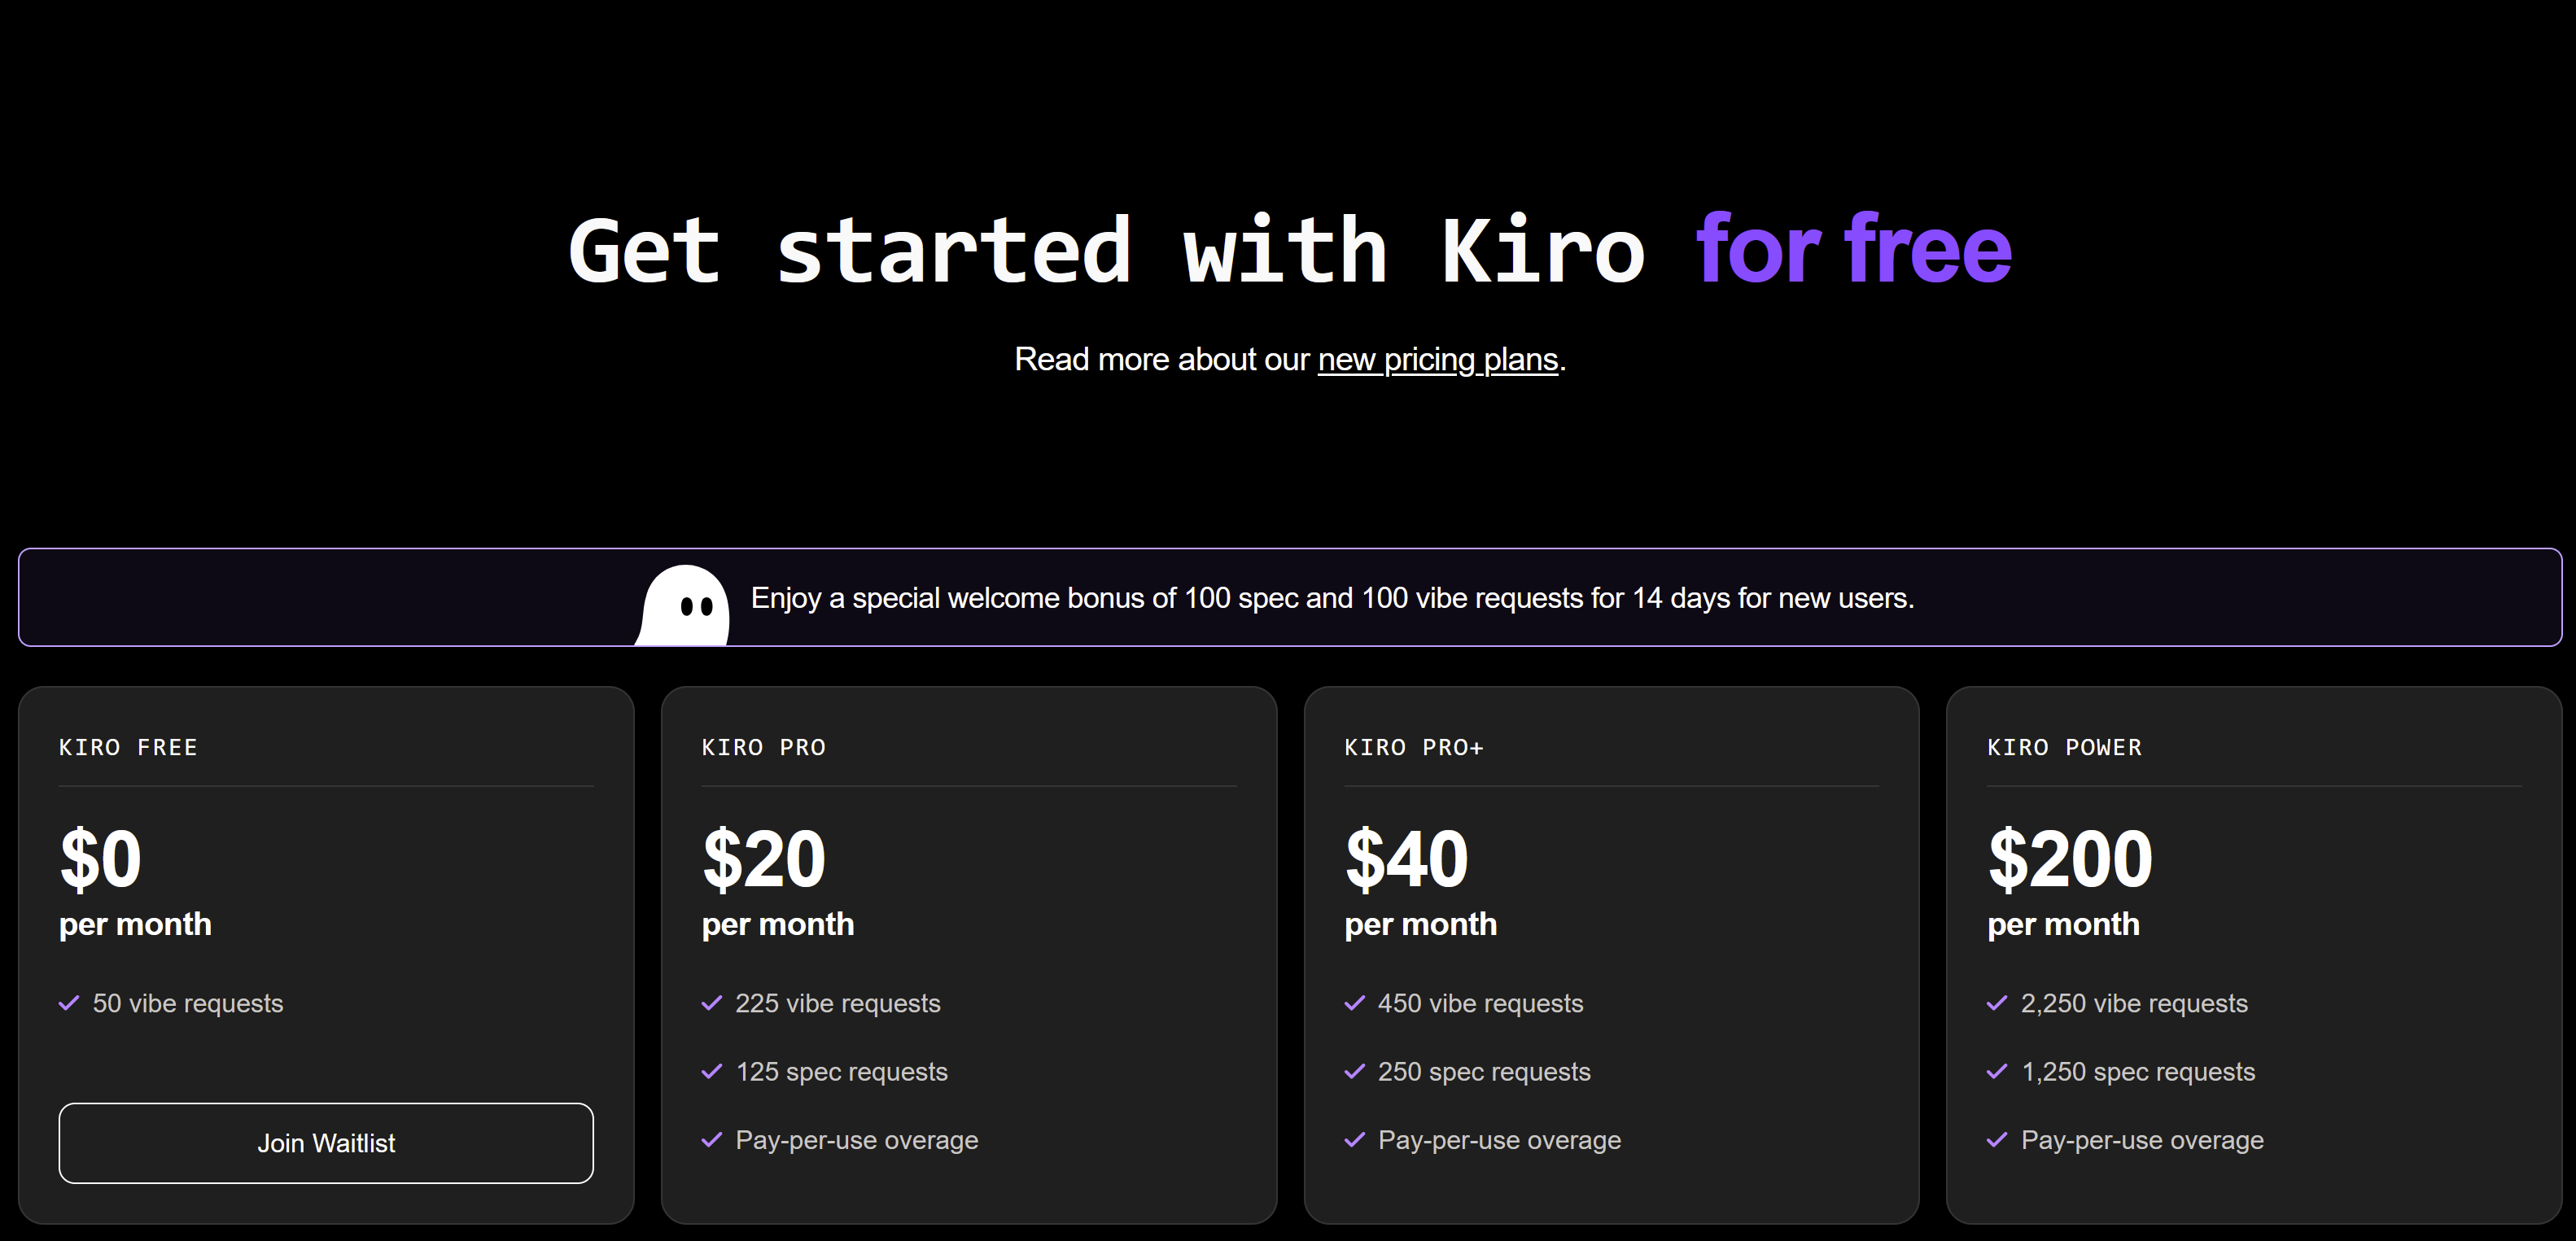 Get started with Kiro for free
Read more about our new pricing plans.
Enjoy a special welcome bonus of 100 spec and 100 vibe requests for 14 days for new users.
KIRO FREE
$0
per month
50 vibe requests
Join Waitlist
KIRO PRO
$20
per month
225 vibe requests
125 spec requests
Pay-per-use overage
KIRO PRO+
$40
per month
450 vibe requests
250 spec requests
Pay-per-use overage
KIRO POWER
$200
per month
2,250 vibe requests
1,250 spec requests
Pay-per-use overage